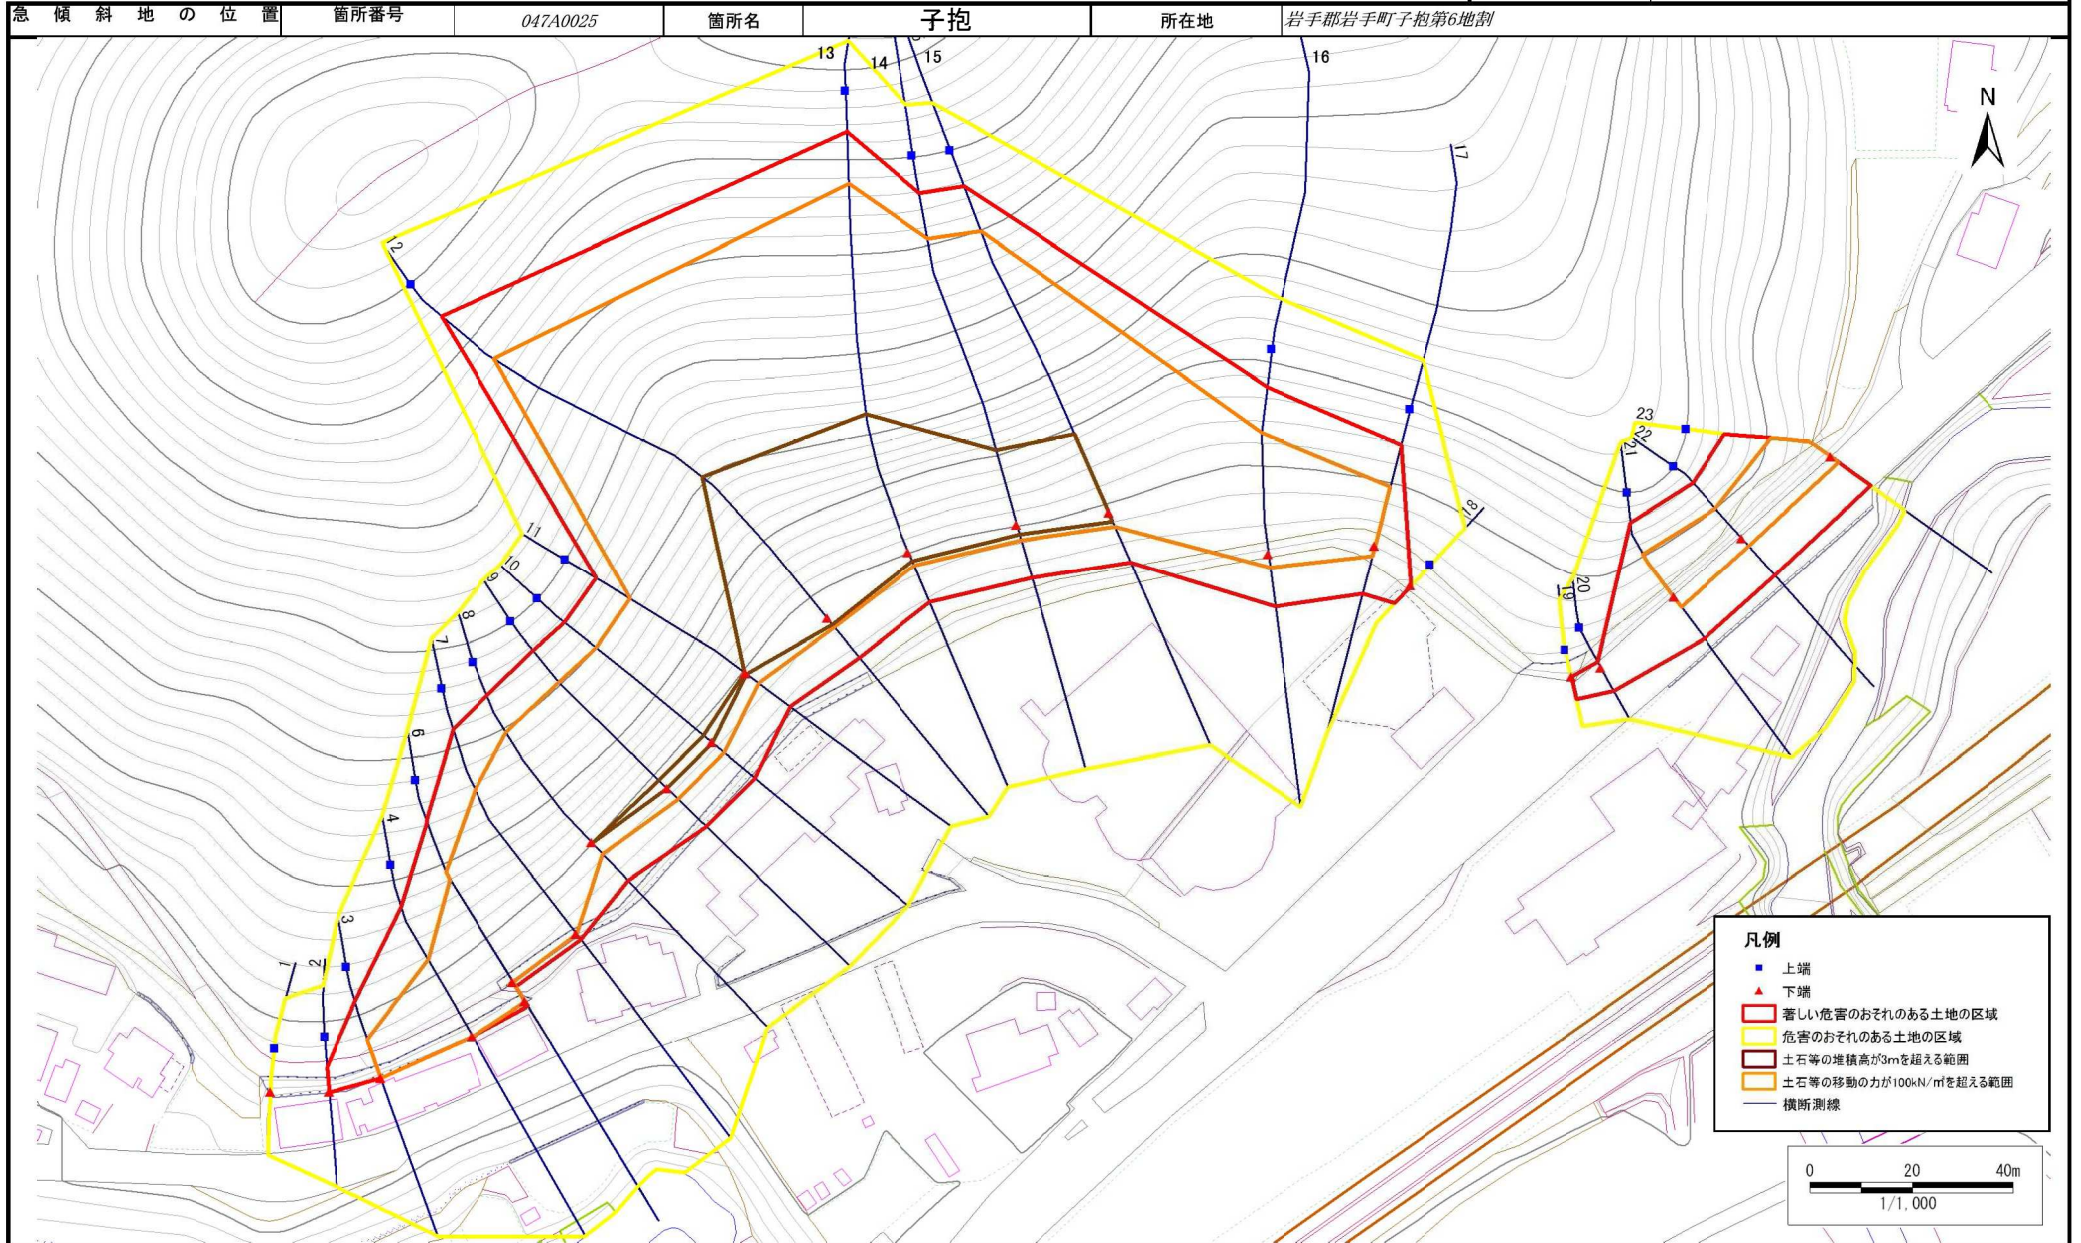 急傾斜地の位置 箇所番号 047A0025 箇所名 子抱 所在地 岩手郡岩手町子抱第6地割
13 14 15 16
17
N
12
18
11
10
9
8
7
6
4
3
2
1
23
22
21
20
19
凡例
上端
下端
著しい危害のおそれのある土地の区域
危害のおそれのある土地の区域
土石等の堆積高が3mを超える範囲
土石等の移動の力が100kN/㎡を超える範囲
横断測線
0 20 40m
1/1,000